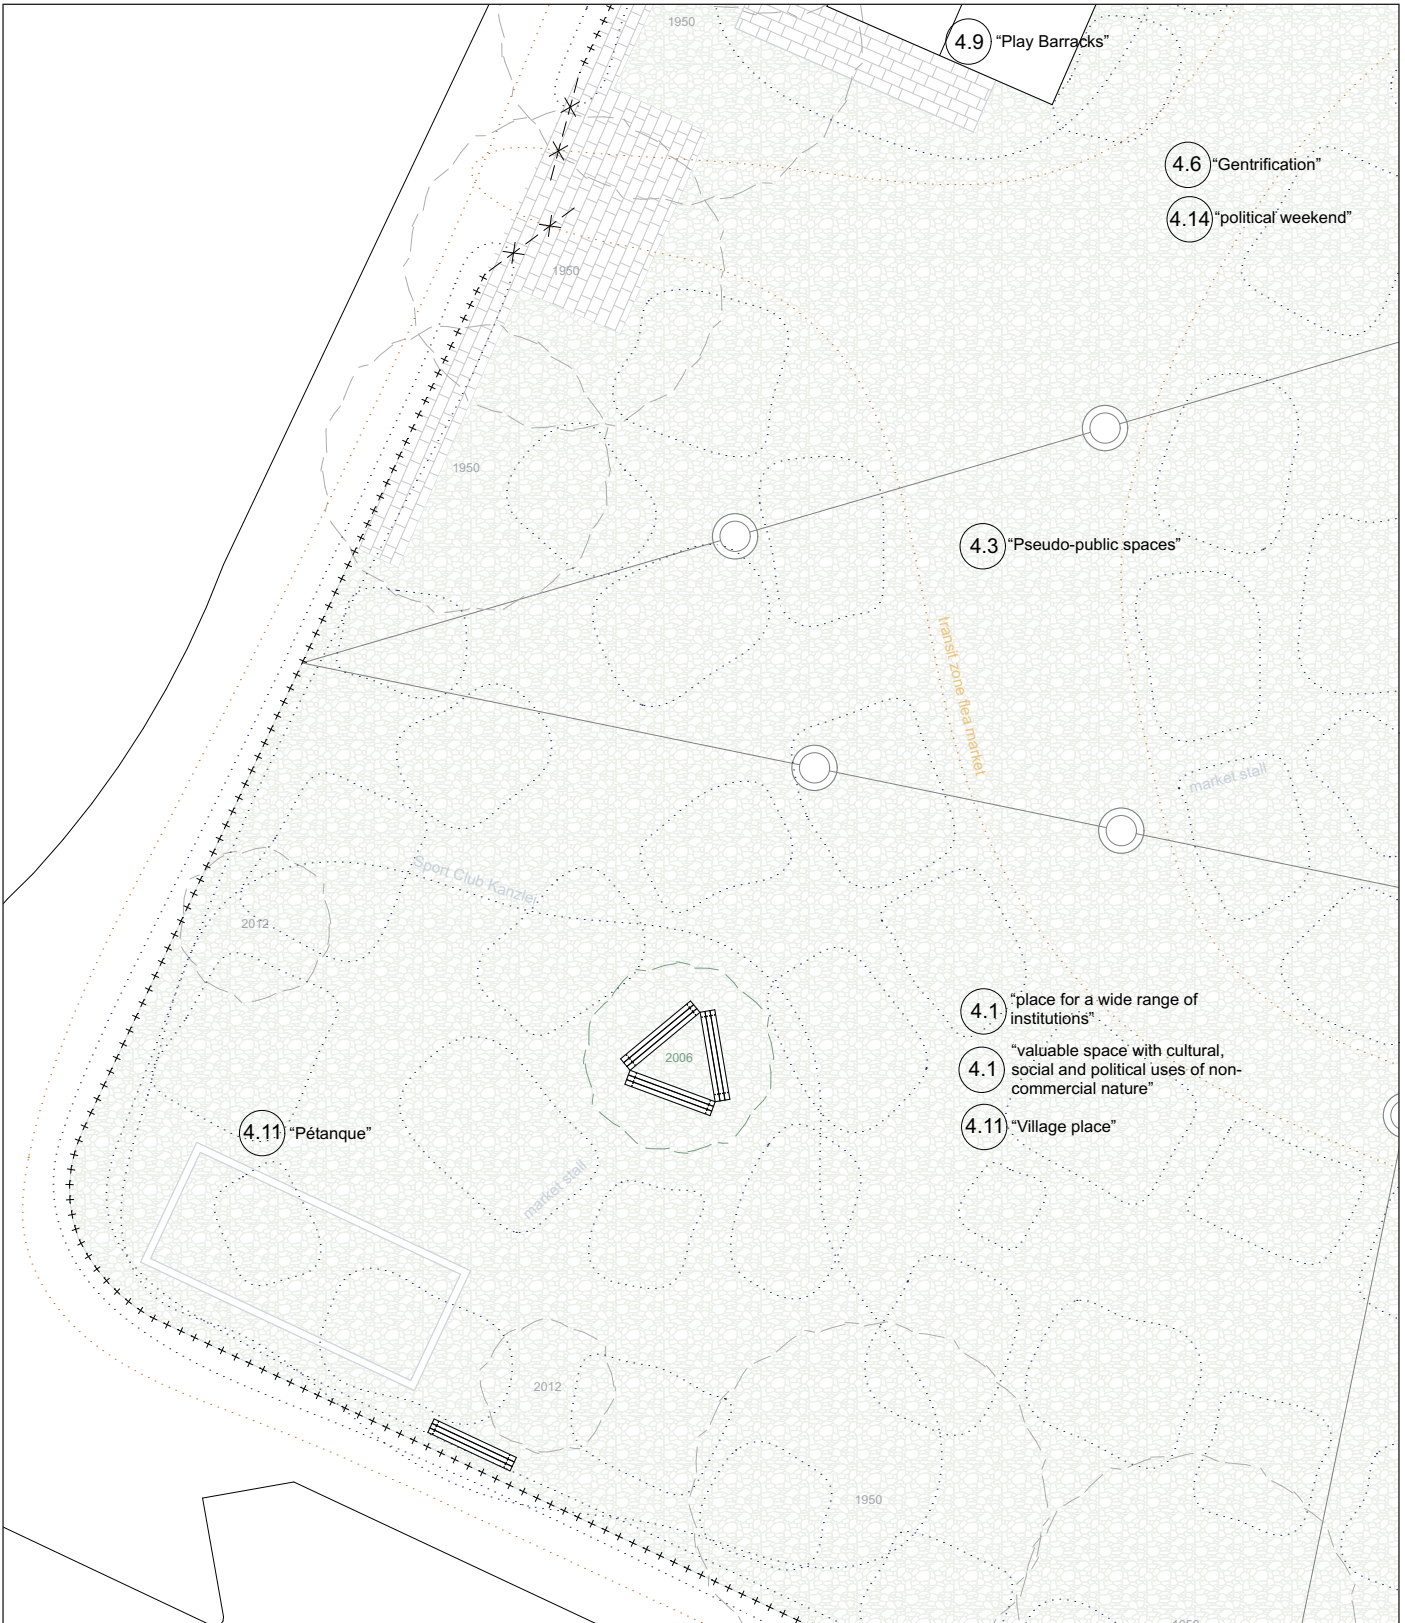 1950
4.9 “Play Barracks”
4.6 “Gentrification”
4.14 “political weekend”
1950
1950
4.3 “Pseudo-public spaces”
transit zone flea market
market stall
Sport Club Kanzlei
2012
4.1 “place for a wide range of
institutions”
2006
4.1 “valuable space with cultural,
social and political uses of non-
commercial nature”
4.11 “Village place”
4.11 “Pétanque”
market stall
2012
1950